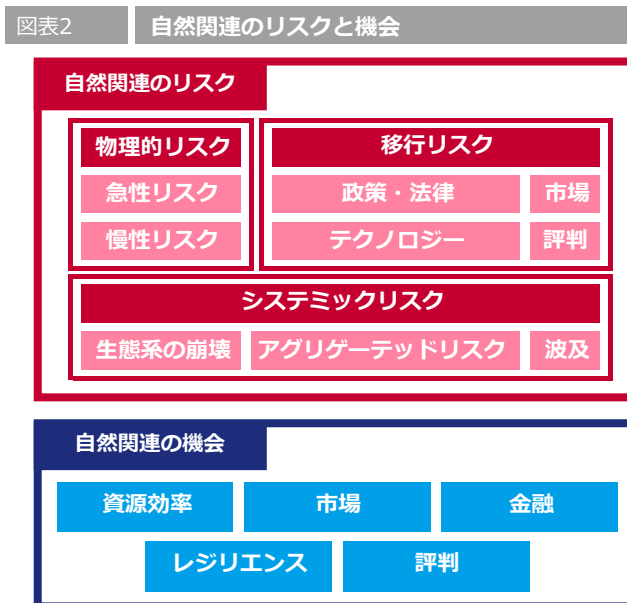 図表2 自然関連のリスクと機会
自然関連のリスク
物理的リスク
急性リスク
慢性リスク
移行リスク
政策・法律 市場
テクノロジー 評判
システミックリスク
生態系の崩壊 アグリゲーテッドリスク 波及
自然関連の機会
資源効率 市場 金融
レジリエンス 評判